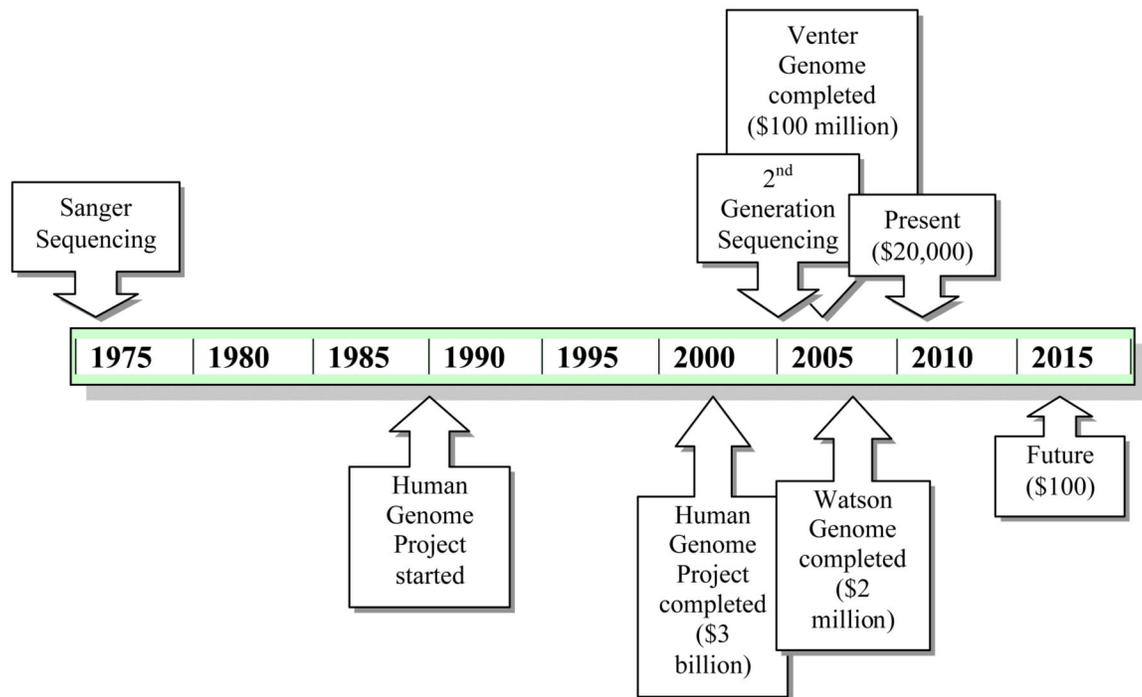 Venter
Genome
completed
($100 million)
2nd
Generation
Sequencing
Present
($20,000)
Sanger
Sequencing
1975 1980 1985 1990 1995 2000 2005 2010 2015
Human
Genome
Project
started
Human
Genome
Project
completed
($3
billion)
Watson
Genome
completed
($2
million)
Future
($100)